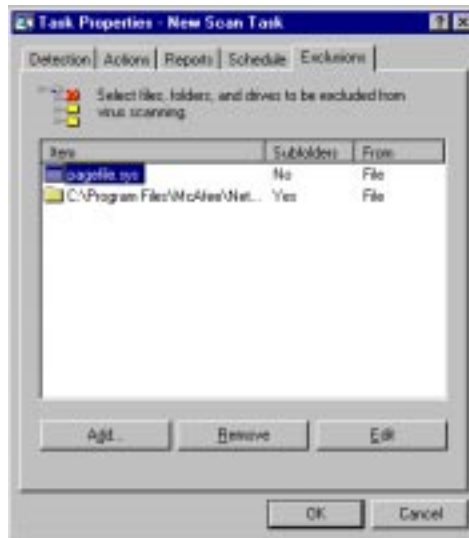 Task Properties - New Scan Task
Detection Actions Reports Schedule Exclusions
Select files, folders, and drives to be excluded from
virus scanning.
Item Subfolders From
pagefile.sys No File
C:\Program Files\McAfee\Net... Yes File
Add... Remove Edit
OK Cancel